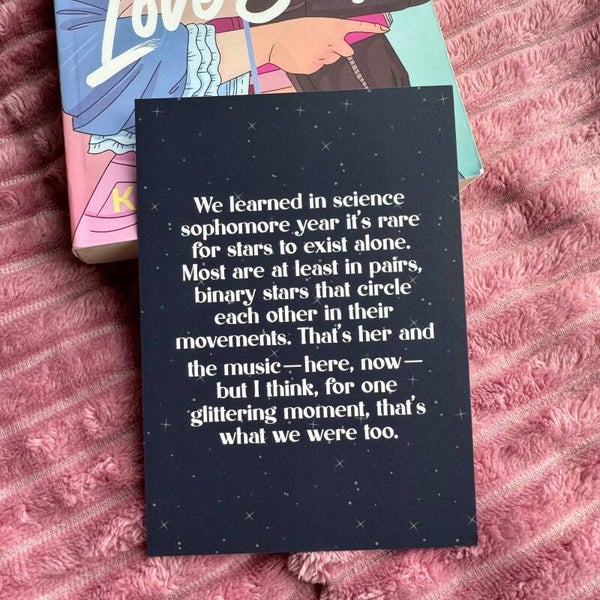 Love
K
We learned in science
sophomore year it's rare
for stars to exist alone.
Most are at least in pairs,
binary stars that circle
each other in their
movements. That's her and
the music—here, now—
but I think, for one
glittering moment, that's
what we were too.